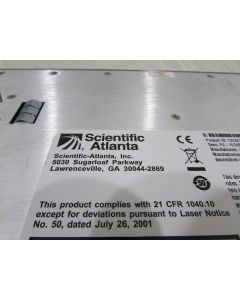 Scientific
Atlanta
Scientific-Atlanta, Inc.
5030 Sugarloaf Parkway
Lawrenceville, GA 30044-2869
This product complies with 21 CFR 1040.10
except for deviations pursuant to Laser Notice
No. 50, dated July 26, 2001